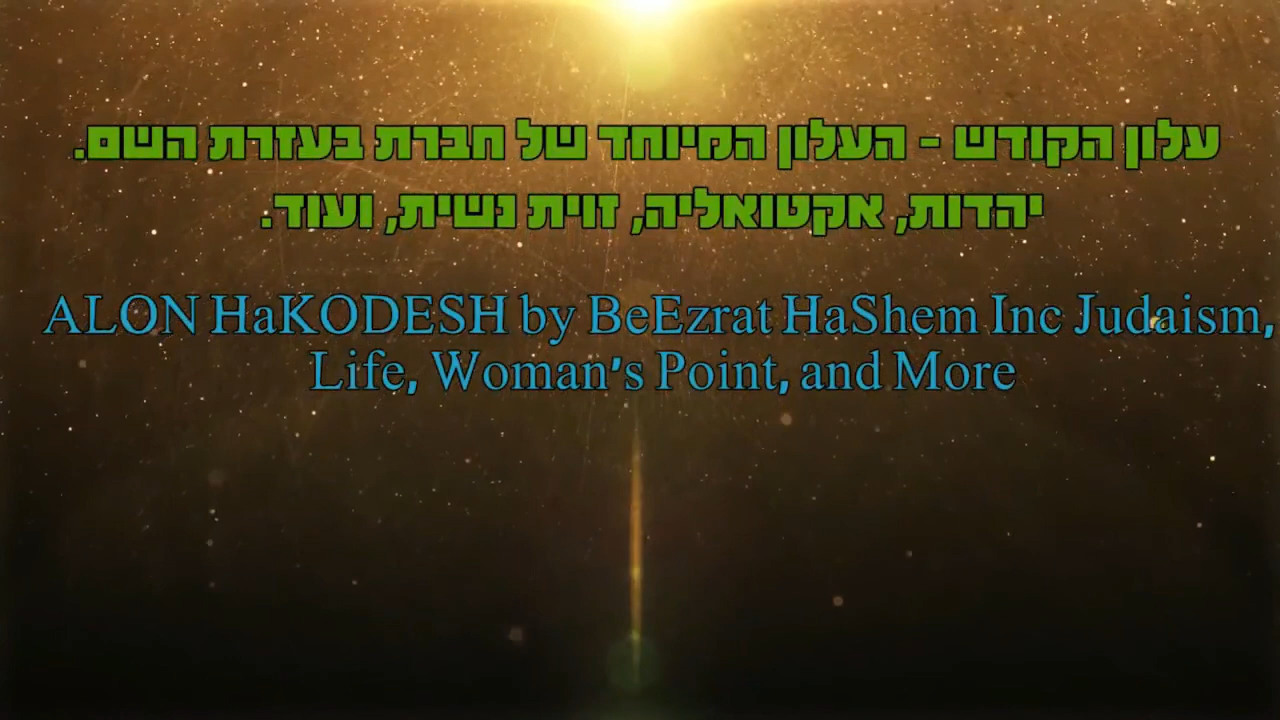 עלון הקודש - העלון המיוחד של חברת בעזרת השם.
יהדות, אקטואליה, זוית נשית, ועוד.
ALON HaKODESH by BeEzrat HaShem Inc Judaism,
Life, Woman's Point, and More